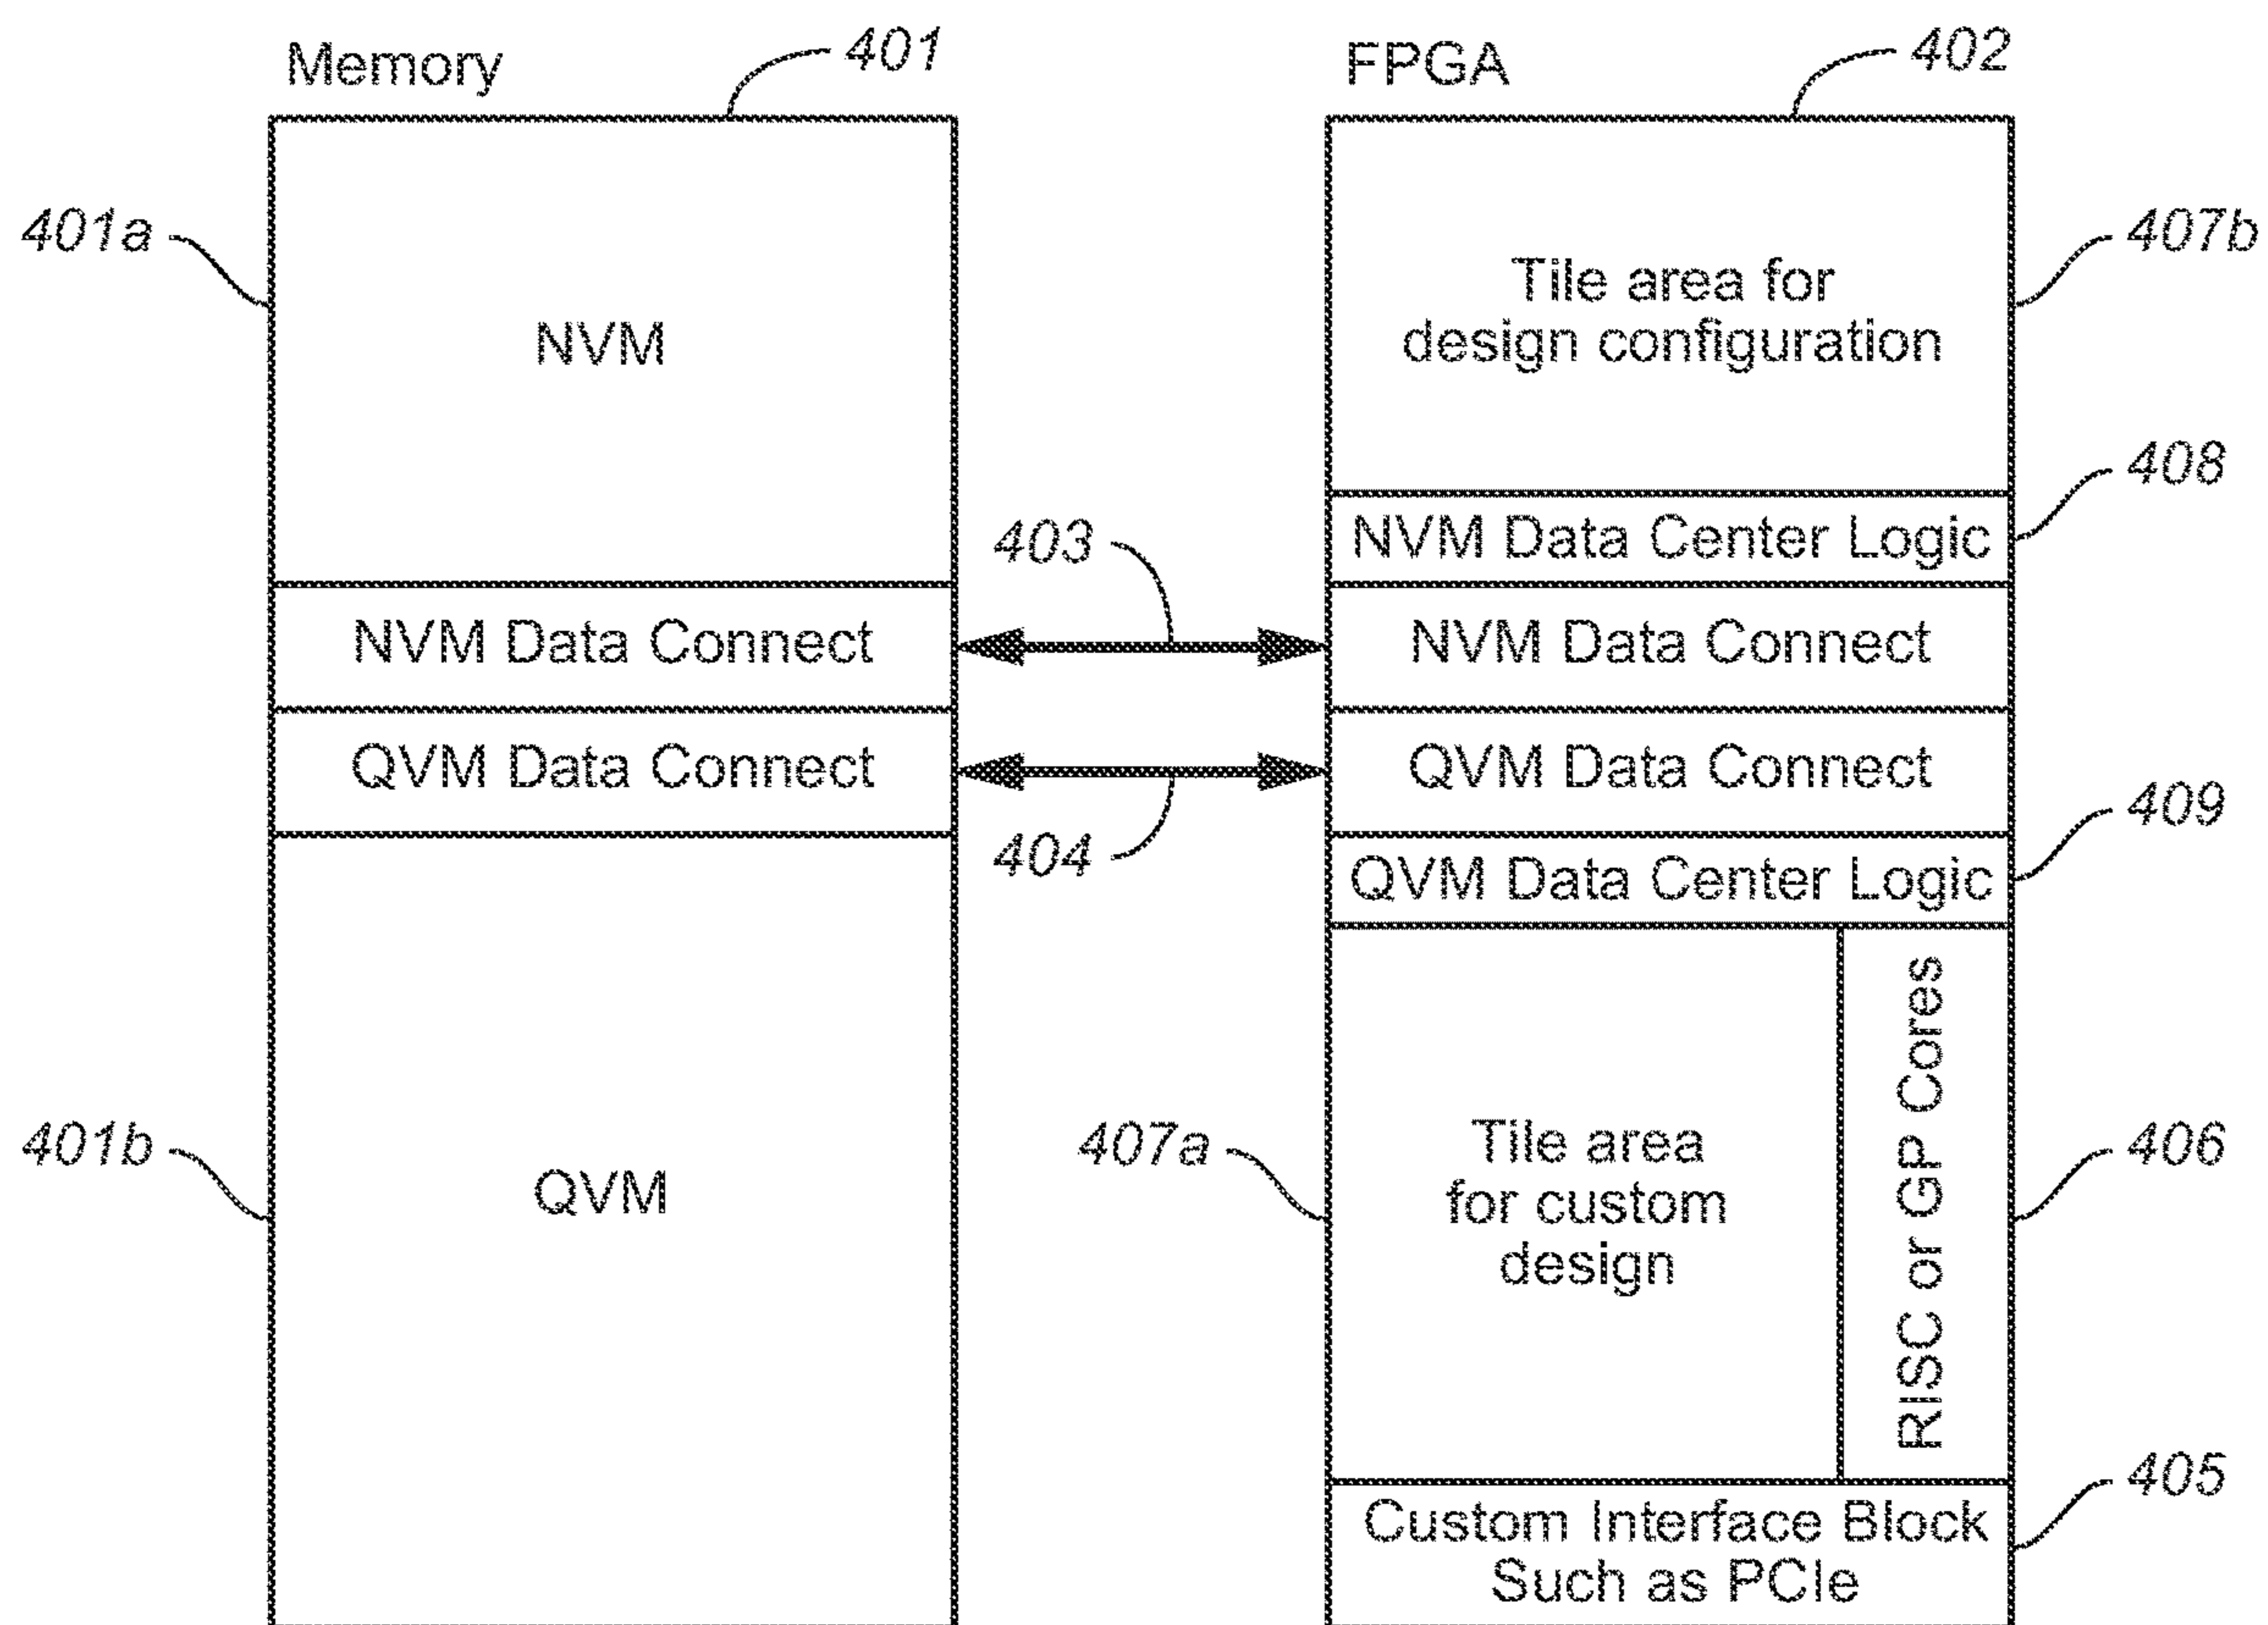 Memory
401
FPGA
402
401a
NVM
Tile area for
design configuration
407b
408
NVM Data Center Logic
403
NVM Data Connect
NVM Data Connect
QVM Data Connect
QVM Data Connect
404
409
QVM Data Center Logic
401b
QVM
407a
Tile area
for custom
design
RISC or GP Cores
406
405
Custom Interface Block
Such as PCIe